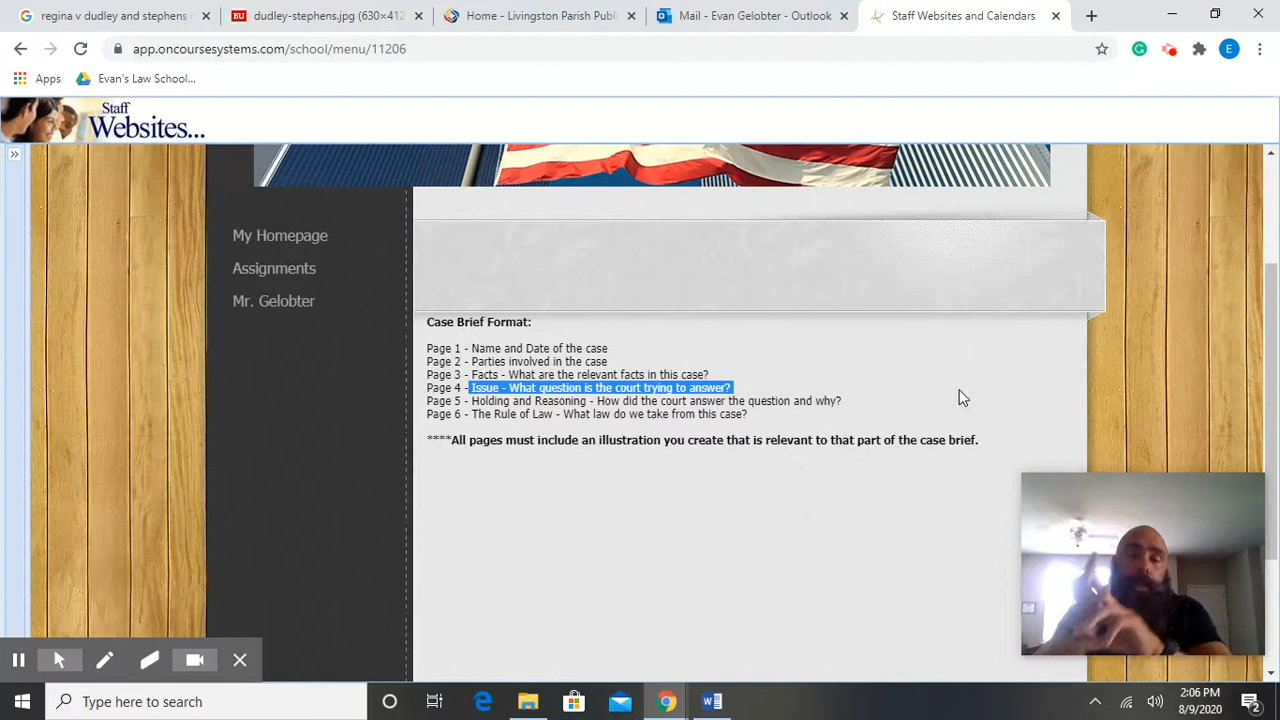 regina v dudley and stephens
dudley-stephens.jpg (630×412
Home - Livingston Parish Publi
Mail - Evan Gelobter - Outlook
Staff Websites and Calendars
app.oncoursesystems.com/school/menu/11206
E
Apps
Evan's Law School...
Staff
Websites...
My Homepage
Assignments
Mr. Gelobter
Case Brief Format:
Page 1 - Name and Date of the case
Page 2 - Parties involved in the case
Page 3 - Facts - What are the relevant facts in this case?
Page 4 - Issue - What question is the court trying to answer?
Page 5 - Holding and Reasoning - How did the court answer the question and why?
Page 6 - The Rule of Law - What law do we take from this case?
****All pages must include an illustration you create that is relevant to that part of the case brief.
Type here to search
2:06 PM
8/9/2020
2